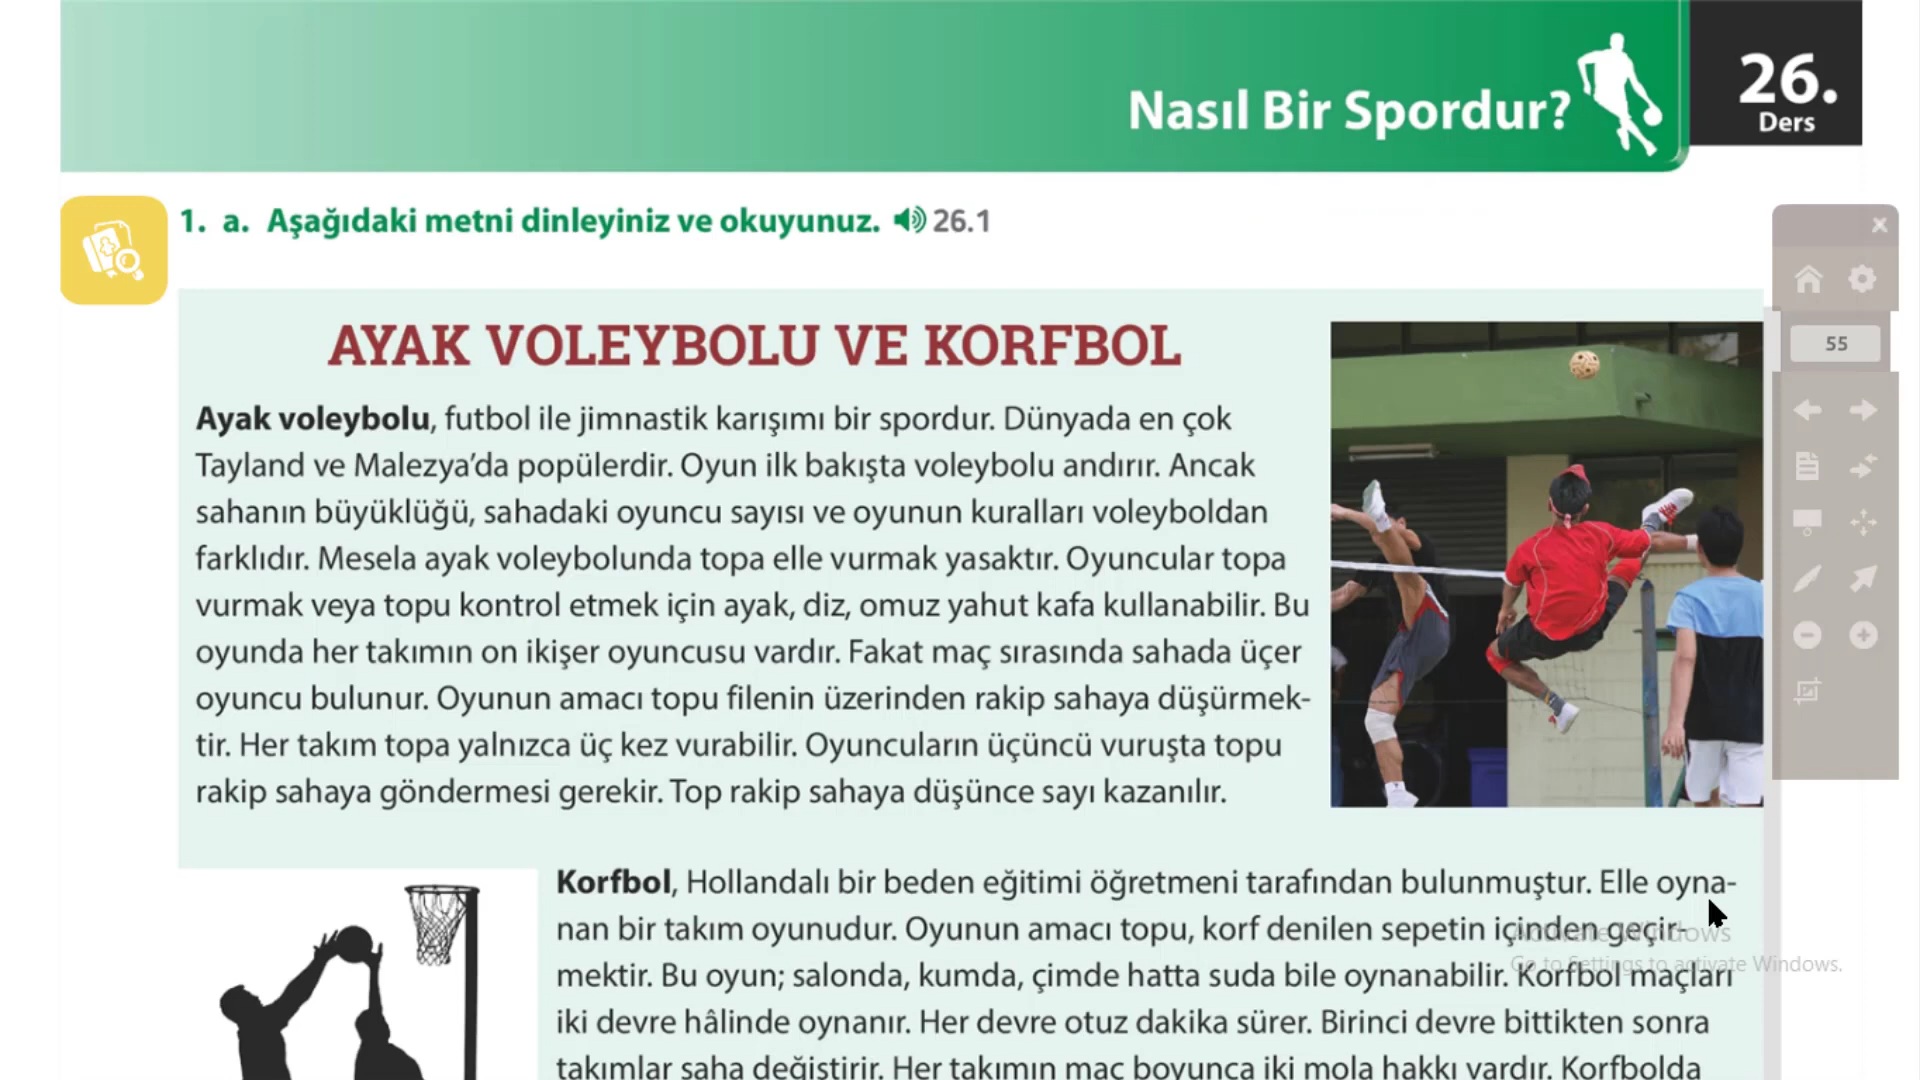 Nasıl Bir Spordur?
26.
Ders
1. a. Aşağıdaki metni dinleyiniz ve okuyunuz. 26.1
55
AYAK VOLEYBOLU VE KORFBOL
Ayak voleybolu, futbol ile jimnastik karışımı bir spordur. Dünyada en çok
Tayland ve Malezya’da popülerdir. Oyun ilk bakışta voleybolu andırır. Ancak
sahanın büyüklüğü, sahadaki oyuncu sayısı ve oyunun kuralları voleyboldan
farklıdır. Mesela ayak voleybolunda topa elle vurmak yasaktır. Oyuncular topa
vurmak veya topu kontrol etmek için ayak, diz, omuz yahut kafa kullanabilir. Bu
oyunda her takımın on ikişer oyuncusu vardır. Fakat maç sırasında sahada üçer
oyuncu bulunur. Oyunun amacı topu filenin üzerinden rakip sahaya düşürmek-
tir. Her takım topa yalnızca üç kez vurabilir. Oyuncuların üçüncü vuruşta topu
rakip sahaya göndermesi gerekir. Top rakip sahaya düşünce sayı kazanılır.
Korfbol, Hollandalı bir beden eğitimi öğretmeni tarafından bulunmuştur. Elle oyna-
nan bir takım oyunudur. Oyunun amacı topu, korf denilen sepetin içinden geçir-
mektir. Bu oyun; salonda, kumda, çimde hatta suda bile oynanabilir. Korfbol maçları
iki devre hâlinde oynanır. Her devre otuz dakika sürer. Birinci devre bittikten sonra
takımlar saha değiştirir. Her takımın maç boyunca iki mola hakkı vardır. Korfbolda
Activate Windows
Go to Settings to activate Windows.